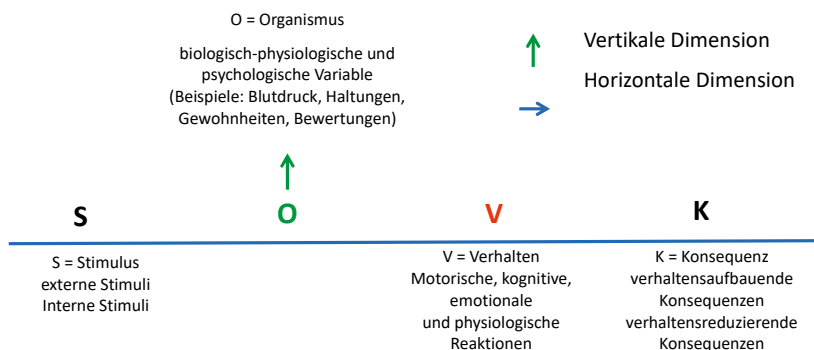 O = Organismus
biologisch-physiologische und
psychologische Variable
(Beispiele: Blutdruck, Haltungen,
Gewohnheiten, Bewertungen)
Vertikale Dimension
Horizontale Dimension
S
O
V
K
S = Stimulus
externe Stimuli
Interne Stimuli
V = Verhalten
Motorische, kognitive,
emotionale
und physiologische
Reaktionen
K = Konsequenz
verhaltensaufbauende
Konsequenzen
verhaltensreduzierende
Konsequenzen